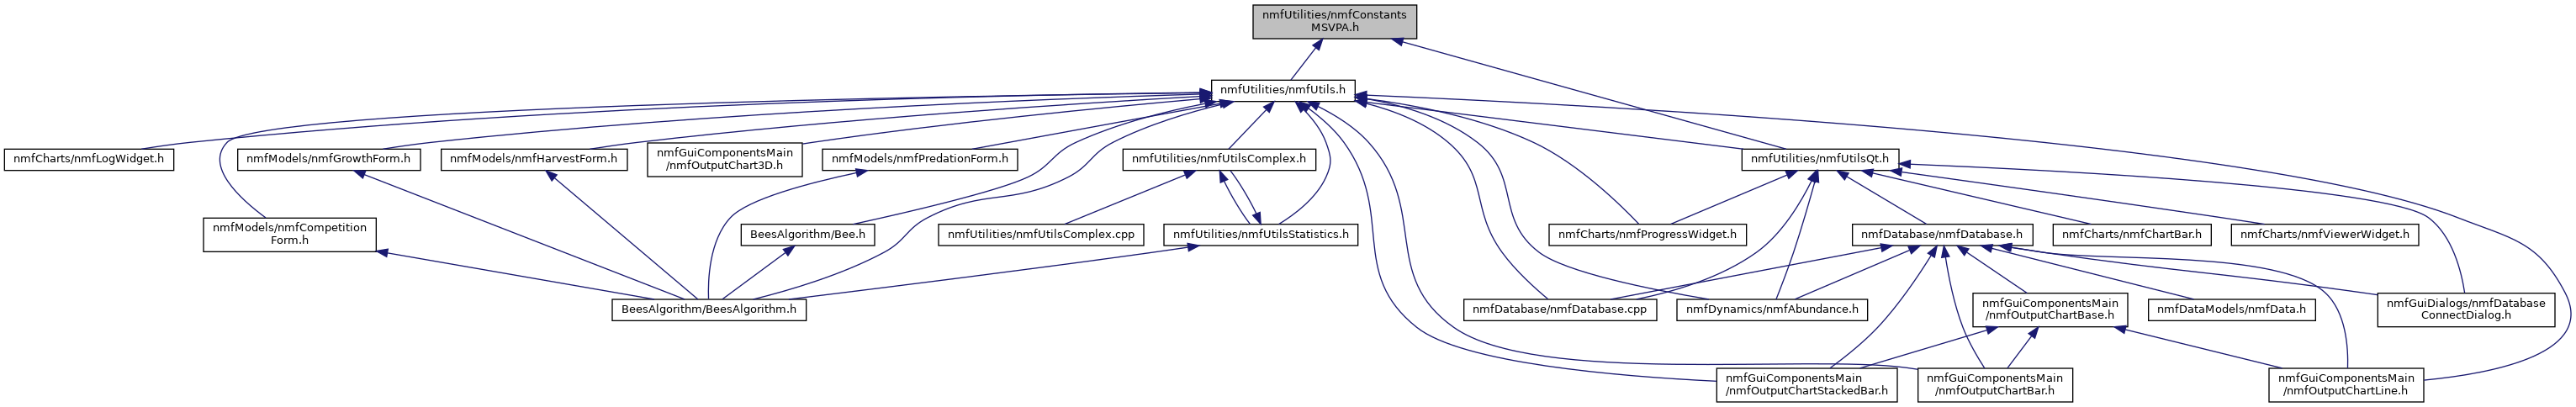 nmfUtilities/nmfConstants
MSVPA.h
nmfUtilities/nmfUtils.h
nmfCharts/nmfLogWidget.h
nmfModels/nmfGrowthForm.h
nmfModels/nmfHarvestForm.h
nmfGuiComponentsMain
/nmfOutputChart3D.h
nmfModels/nmfPredationForm.h
nmfUtilities/nmfUtilsComplex.h
nmfUtilities/nmfUtilsQt.h
nmfModels/nmfCompetition
Form.h
BeesAlgorithm/Bee.h
nmfUtilities/nmfUtilsComplex.cpp
nmfUtilities/nmfUtilsStatistics.h
nmfCharts/nmfProgressWidget.h
nmfDatabase/nmfDatabase.h
nmfCharts/nmfChartBar.h
nmfCharts/nmfViewerWidget.h
BeesAlgorithm/BeesAlgorithm.h
nmfDatabase/nmfDatabase.cpp
nmfDynamics/nmfAbundance.h
nmfGuiComponentsMain
/nmfOutputChartBase.h
nmfDataModels/nmfData.h
nmfGuiDialogs/nmfDatabase
ConnectDialog.h
nmfGuiComponentsMain
/nmfOutputChartStackedBar.h
nmfGuiComponentsMain
/nmfOutputChartBar.h
nmfGuiComponentsMain
/nmfOutputChartLine.h